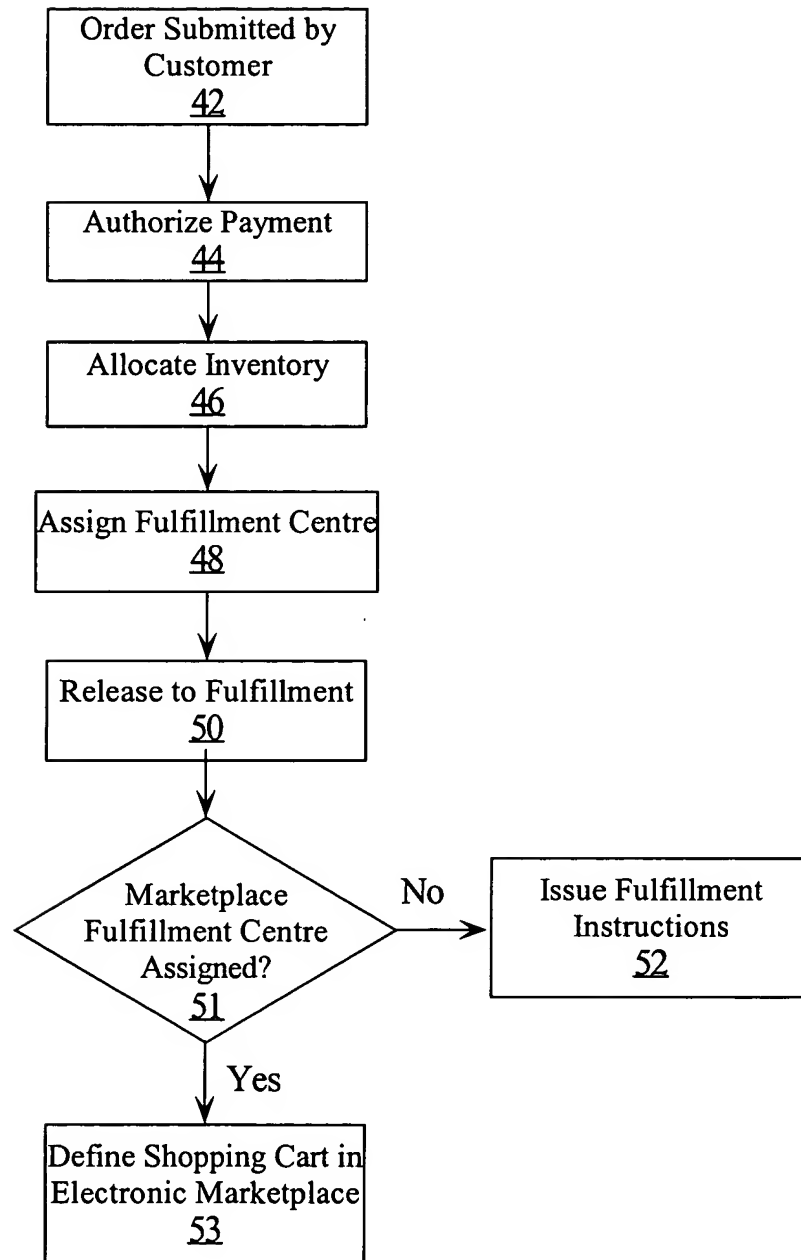 Order Submitted by
Customer
42
Authorize Payment
44
Allocate Inventory
46
Assign Fulfillment Centre
48
Release to Fulfillment
50
Marketplace
Fulfillment Centre
Assigned?
51
No
Issue Fulfillment
Instructions
52
Yes
Define Shopping Cart in
Electronic Marketplace
53